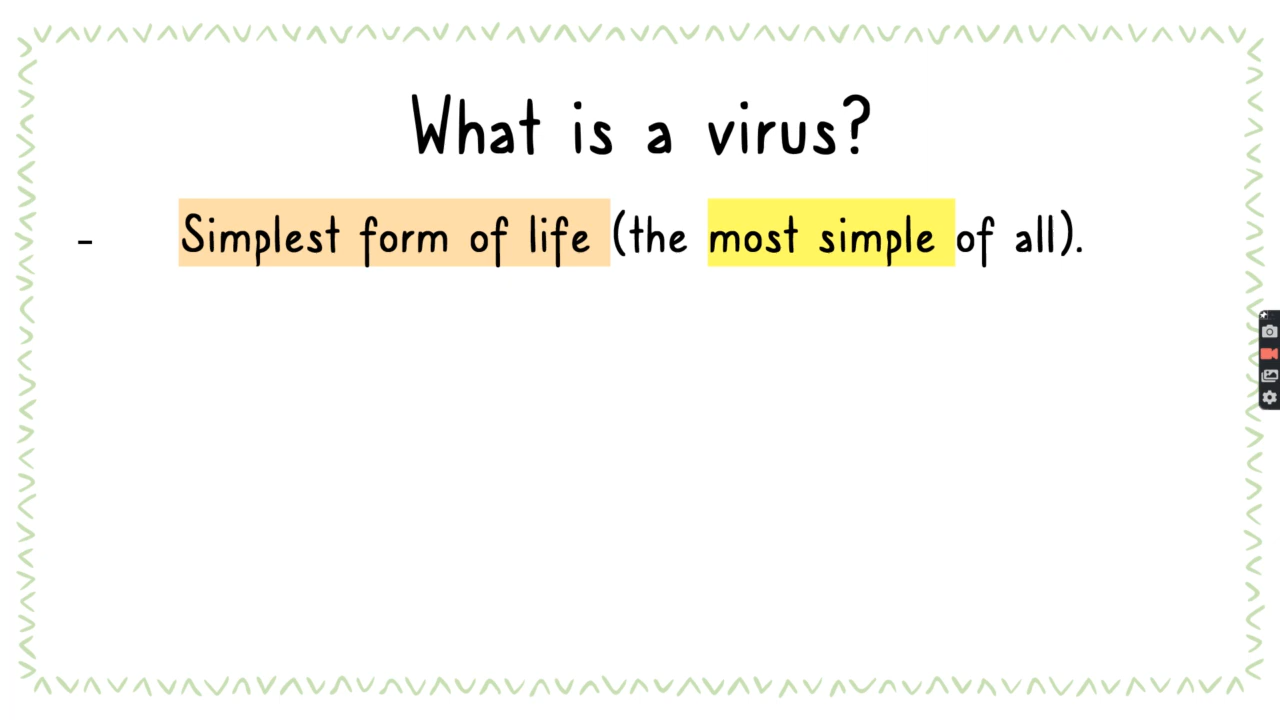 What is a virus?
- Simplest form of life (the most simple of all).